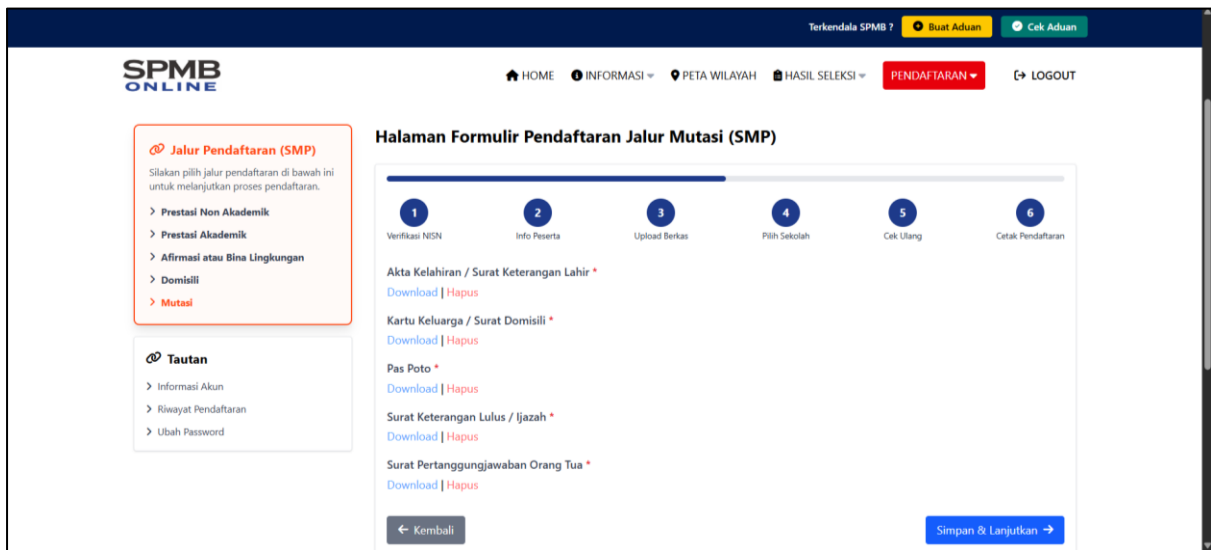 Terkendala SPMB ? Buat Aduan Cek Aduan
SPMB
ONLINE
HOME INFORMASI PETA WILAYAH HASIL SELEKSI PENDAFTARAN LOGOUT
Jalur Pendaftaran (SMP)
Silakan pilih jalur pendaftaran di bawah ini
untuk melanjutkan proses pendaftaran.
Prestasi Non Akademik
Prestasi Akademik
Afirmasi atau Bina Lingkungan
Domisili
Mutasi
Tautan
Informasi Akun
Riwayat Pendaftaran
Ubah Password
Halaman Formulir Pendaftaran Jalur Mutasi (SMP)
1 2 3 4 5 6
Verifikasi NISN Info Peserta Upload Berkas Pilih Sekolah Cek Ulang Cetak Pendaftaran
Akta Kelahiran / Surat Keterangan Lahir *
Download | Hapus
Kartu Keluarga / Surat Domisili *
Download | Hapus
Pas Poto *
Download | Hapus
Surat Keterangan Lulus / Ijazah *
Download | Hapus
Surat Pertanggungjawaban Orang Tua *
Download | Hapus
Kembali Simpan & Lanjutkan